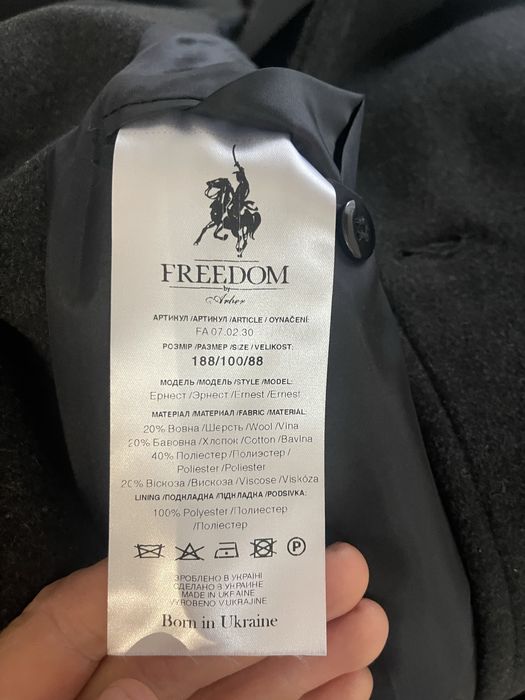 FREEDOM
by
Arber
АРТИКУЛ /АРТИКУЛ /ARTICLE / OYNAČENÍ:
FA 07.02.30
РОЗМІР /РАЗМЕР /SIZE / VELIKOST:
188/100/88
МОДЕЛЬ /МОДЕЛЬ /STYLE / MODEL:
Ернест /Эрнест /Ernest /Ernest
МАТЕРІАЛ /МАТЕРИАЛ /FABRIC /MATERIAL:
20% Вовна /Шерсть /Wool /Vlna
20% Бавовна /Хлопок /Cotton /Bavlna
40% Поліестер /Полиэстер /
Poliester /Poliester
20% Віскоза /Вискоза / Viscose /Viskóza
LINING /ПОДКЛАДКА /ПІДКЛАДКА /PODSIVKA:
100% Polyester /Полиестер
/Поліестер
P
ЗРОБЛЕНО В УКРАЇНІ
СДЕЛАНО В УКРАИНЕ
MADE IN UKRAINE
VYROBENO V UKRAJINE
Born in Ukraine